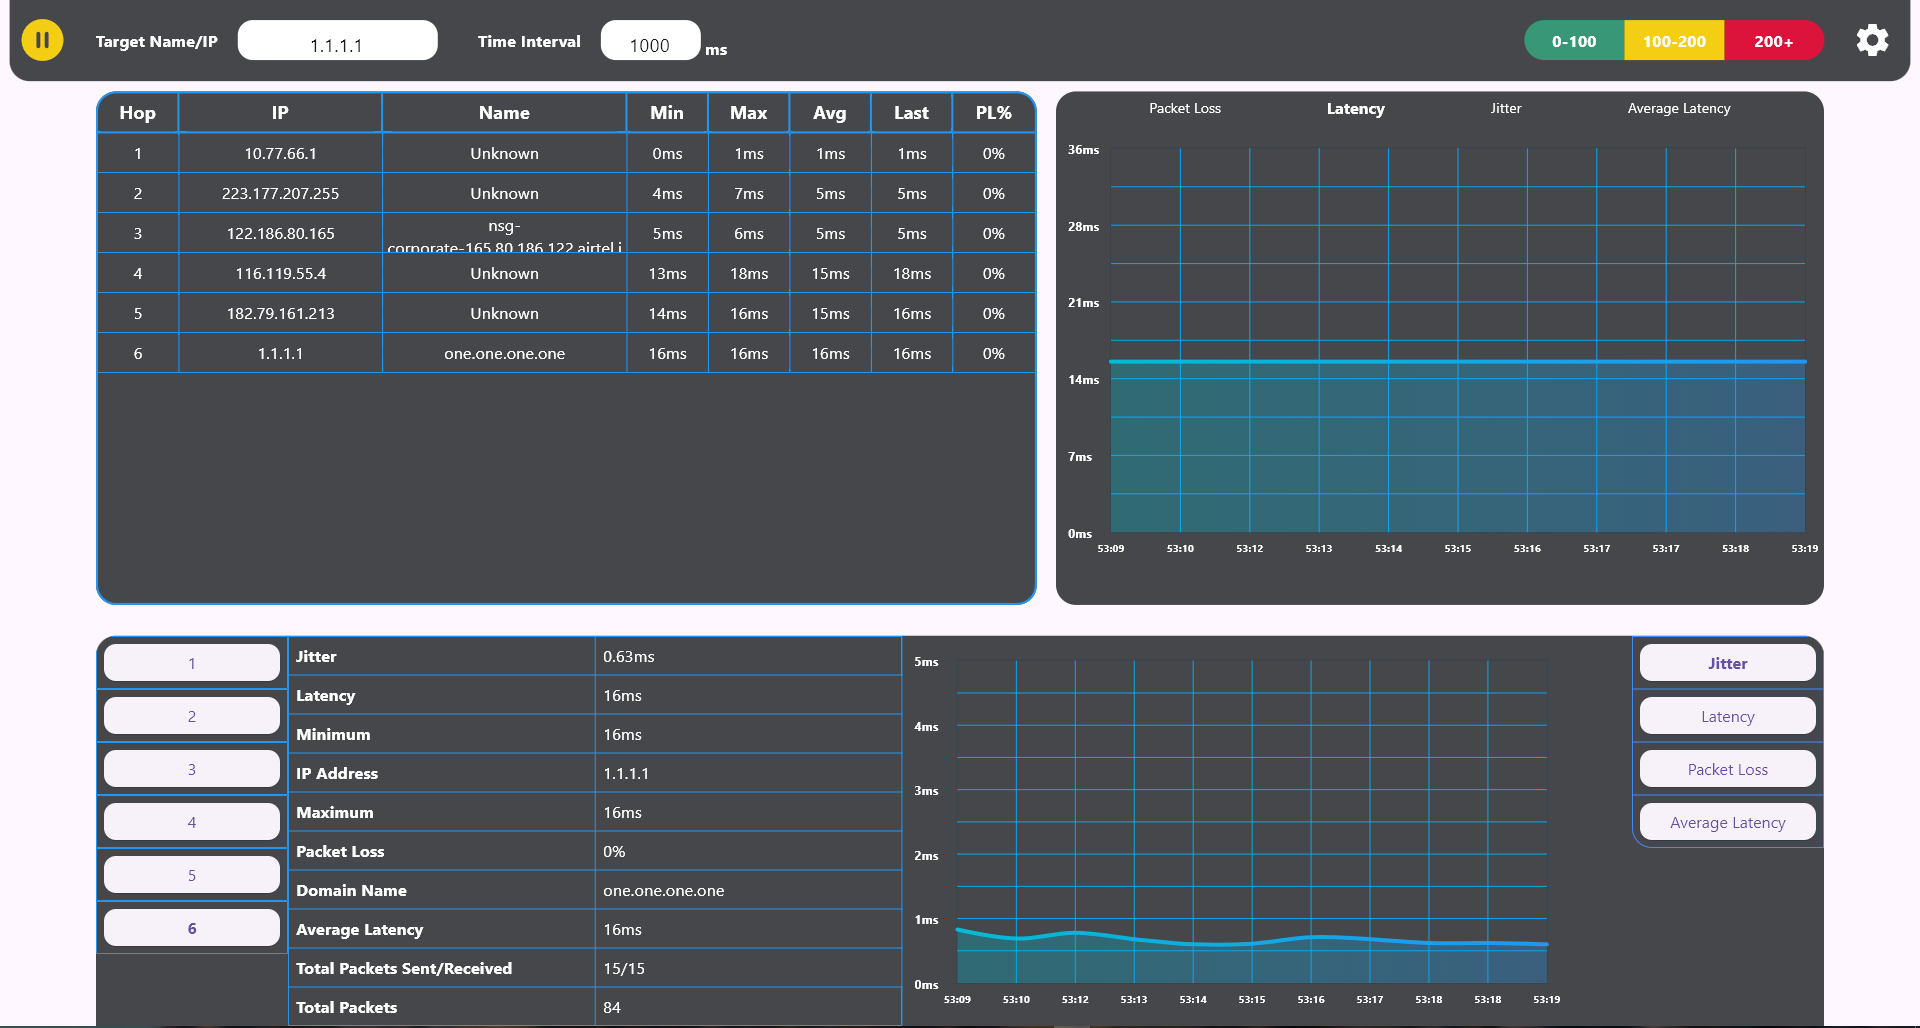 Target Name/IP 1.1.1.1 Time Interval 1000 ms 0-100 100-200 200+
Hop IP Name Min Max Avg Last PL%
1 10.77.66.1 Unknown 0ms 1ms 1ms 1ms 0%
2 223.177.207.255 Unknown 4ms 7ms 5ms 5ms 0%
3 122.186.80.165 nsg- 5ms 6ms 5ms 5ms 0%
corporate-165.80.186.122.airtel.i
4 116.119.55.4 Unknown 13ms 18ms 15ms 18ms 0%
5 182.79.161.213 Unknown 14ms 16ms 15ms 16ms 0%
6 1.1.1.1 one.one.one.one 16ms 16ms 16ms 16ms 0%
Packet Loss Latency Jitter Average Latency
36ms
28ms
21ms
14ms
7ms
0ms
53:09 53:10 53:12 53:13 53:14 53:15 53:16 53:17 53:17 53:18 53:19
1
2
3
4
5
6
Jitter 0.63ms
Latency 16ms
Minimum 16ms
IP Address 1.1.1.1
Maximum 16ms
Packet Loss 0%
Domain Name one.one.one.one
Average Latency 16ms
Total Packets Sent/Received 15/15
Total Packets 84
5ms
4ms
3ms
2ms
1ms
0ms
53:09 53:10 53:12 53:13 53:14 53:15 53:16 53:17 53:18 53:18 53:19
Jitter
Latency
Packet Loss
Average Latency